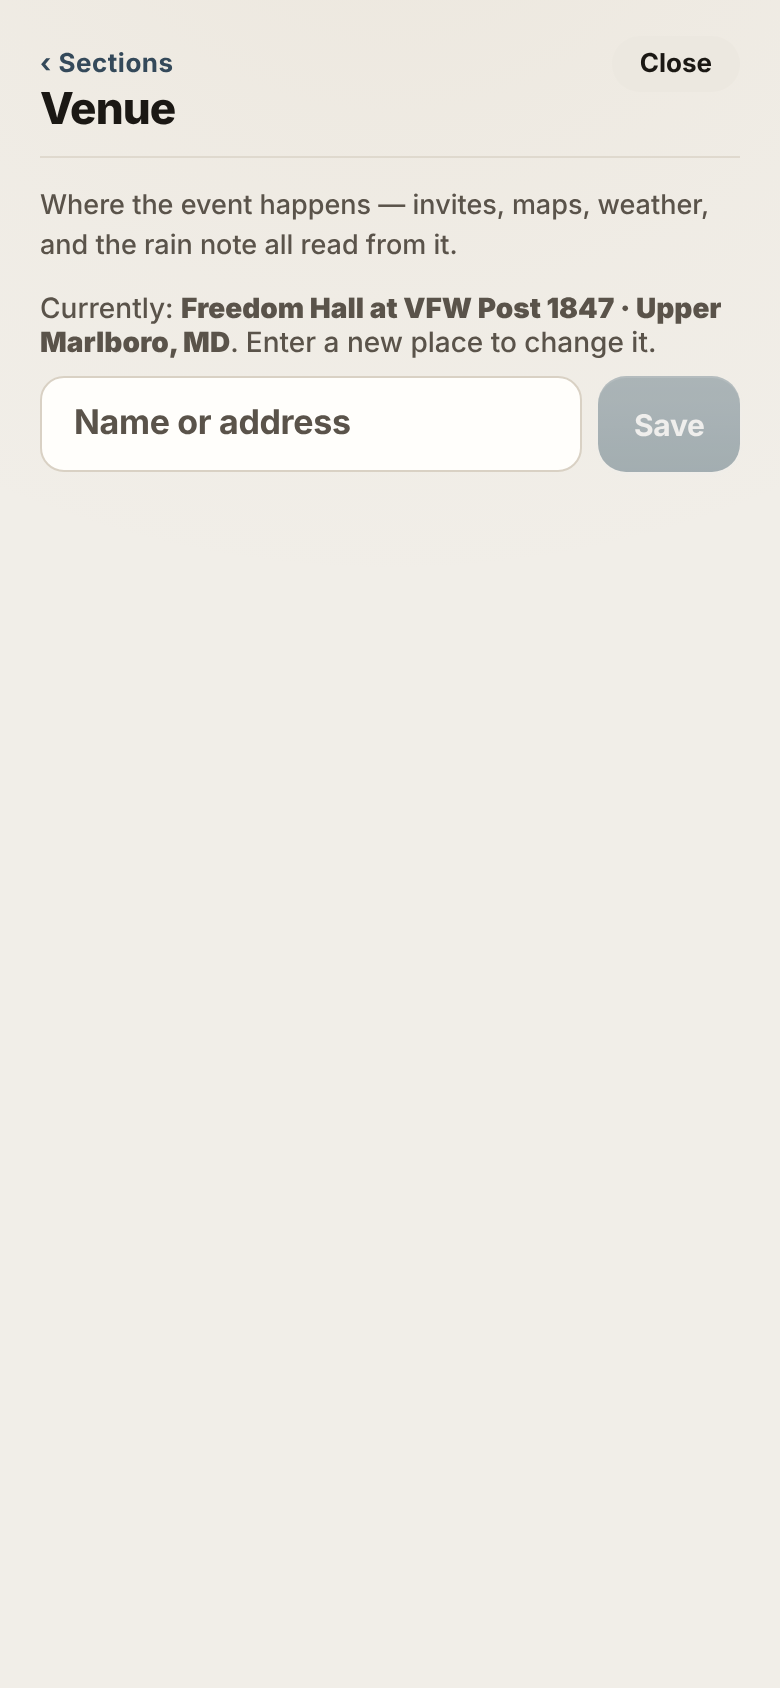 ‹ Sections
Close
Venue
Where the event happens — invites, maps, weather,
and the rain note all read from it.
Currently: Freedom Hall at VFW Post 1847 · Upper
Marlboro, MD. Enter a new place to change it.
Name or address
Save